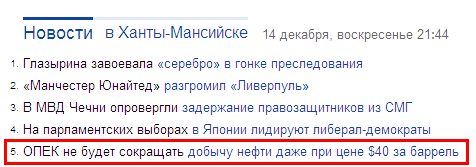 Новости в Ханты-Мансийске 14 декабря, воскресенье 21:44
1. Глазырина завоевала «серебро» в гонке преследования
2. «Манчестер Юнайтед» разгромил «Ливерпуль»
3. В МВД Чечни опровергли задержание правозащитников из СМГ
4. На парламентских выборах в Японии лидируют либерал-демократы
5. ОПЕК не будет сокращать добычу нефти даже при цене $40 за баррель